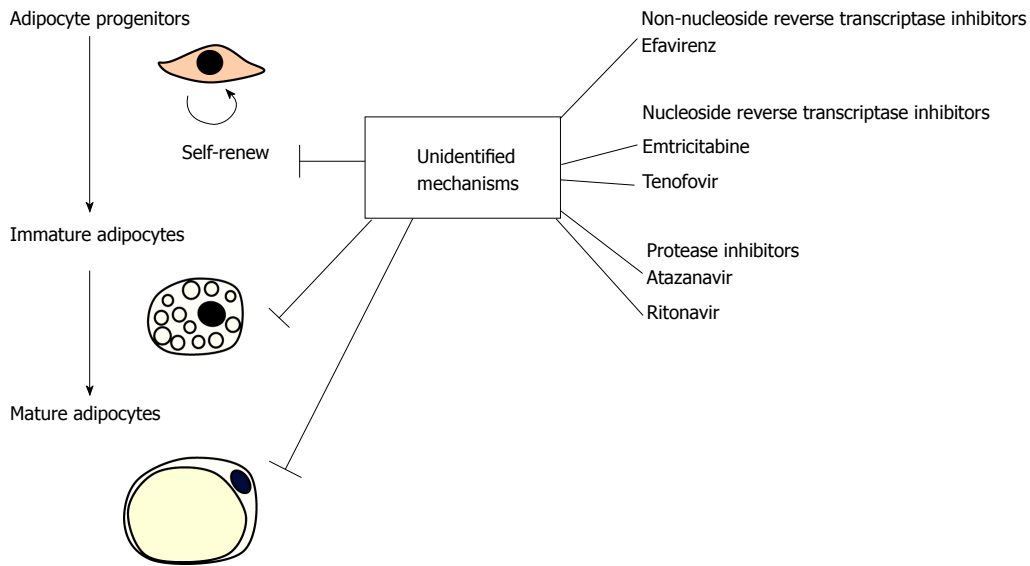 Adipocyte progenitors
Self-renew
Immature adipocytes
Mature adipocytes
Unidentified
mechanisms
Non-nucleoside reverse transcriptase inhibitors
Efavirenz
Nucleoside reverse transcriptase inhibitors
Emtricitabine
Tenofovir
Protease inhibitors
Atazanavir
Ritonavir